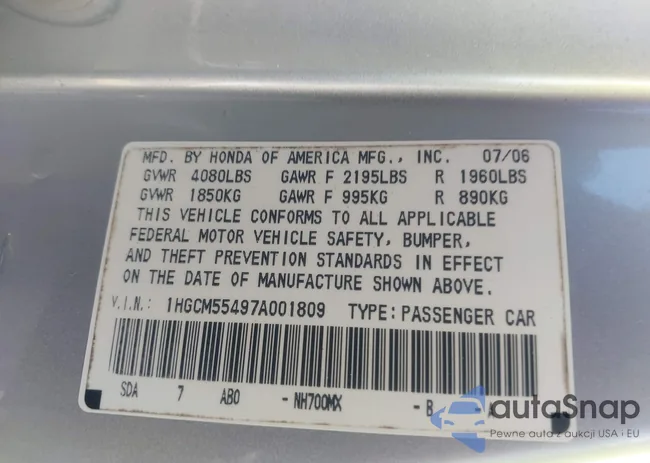 MFD. BY HONDA OF AMERICA MFG., INC. 07/06
GVWR 4080LBS GAWR F 2195LBS R 1960LBS
GVWR 1850KG GAWR F 995KG R 890KG
THIS VEHICLE CONFORMS TO ALL APPLICABLE
FEDERAL MOTOR VEHICLE SAFETY, BUMPER,
AND THEFT PREVENTION STANDARDS IN EFFECT
ON THE DATE OF MANUFACTURE SHOWN ABOVE.
V.I.N.: 1HGCM55497A001809 TYPE: PASSENGER CAR
SDA 7 AB0 -NH700MX -B
autoSnap
Pewne auto z aukcji USA i EU